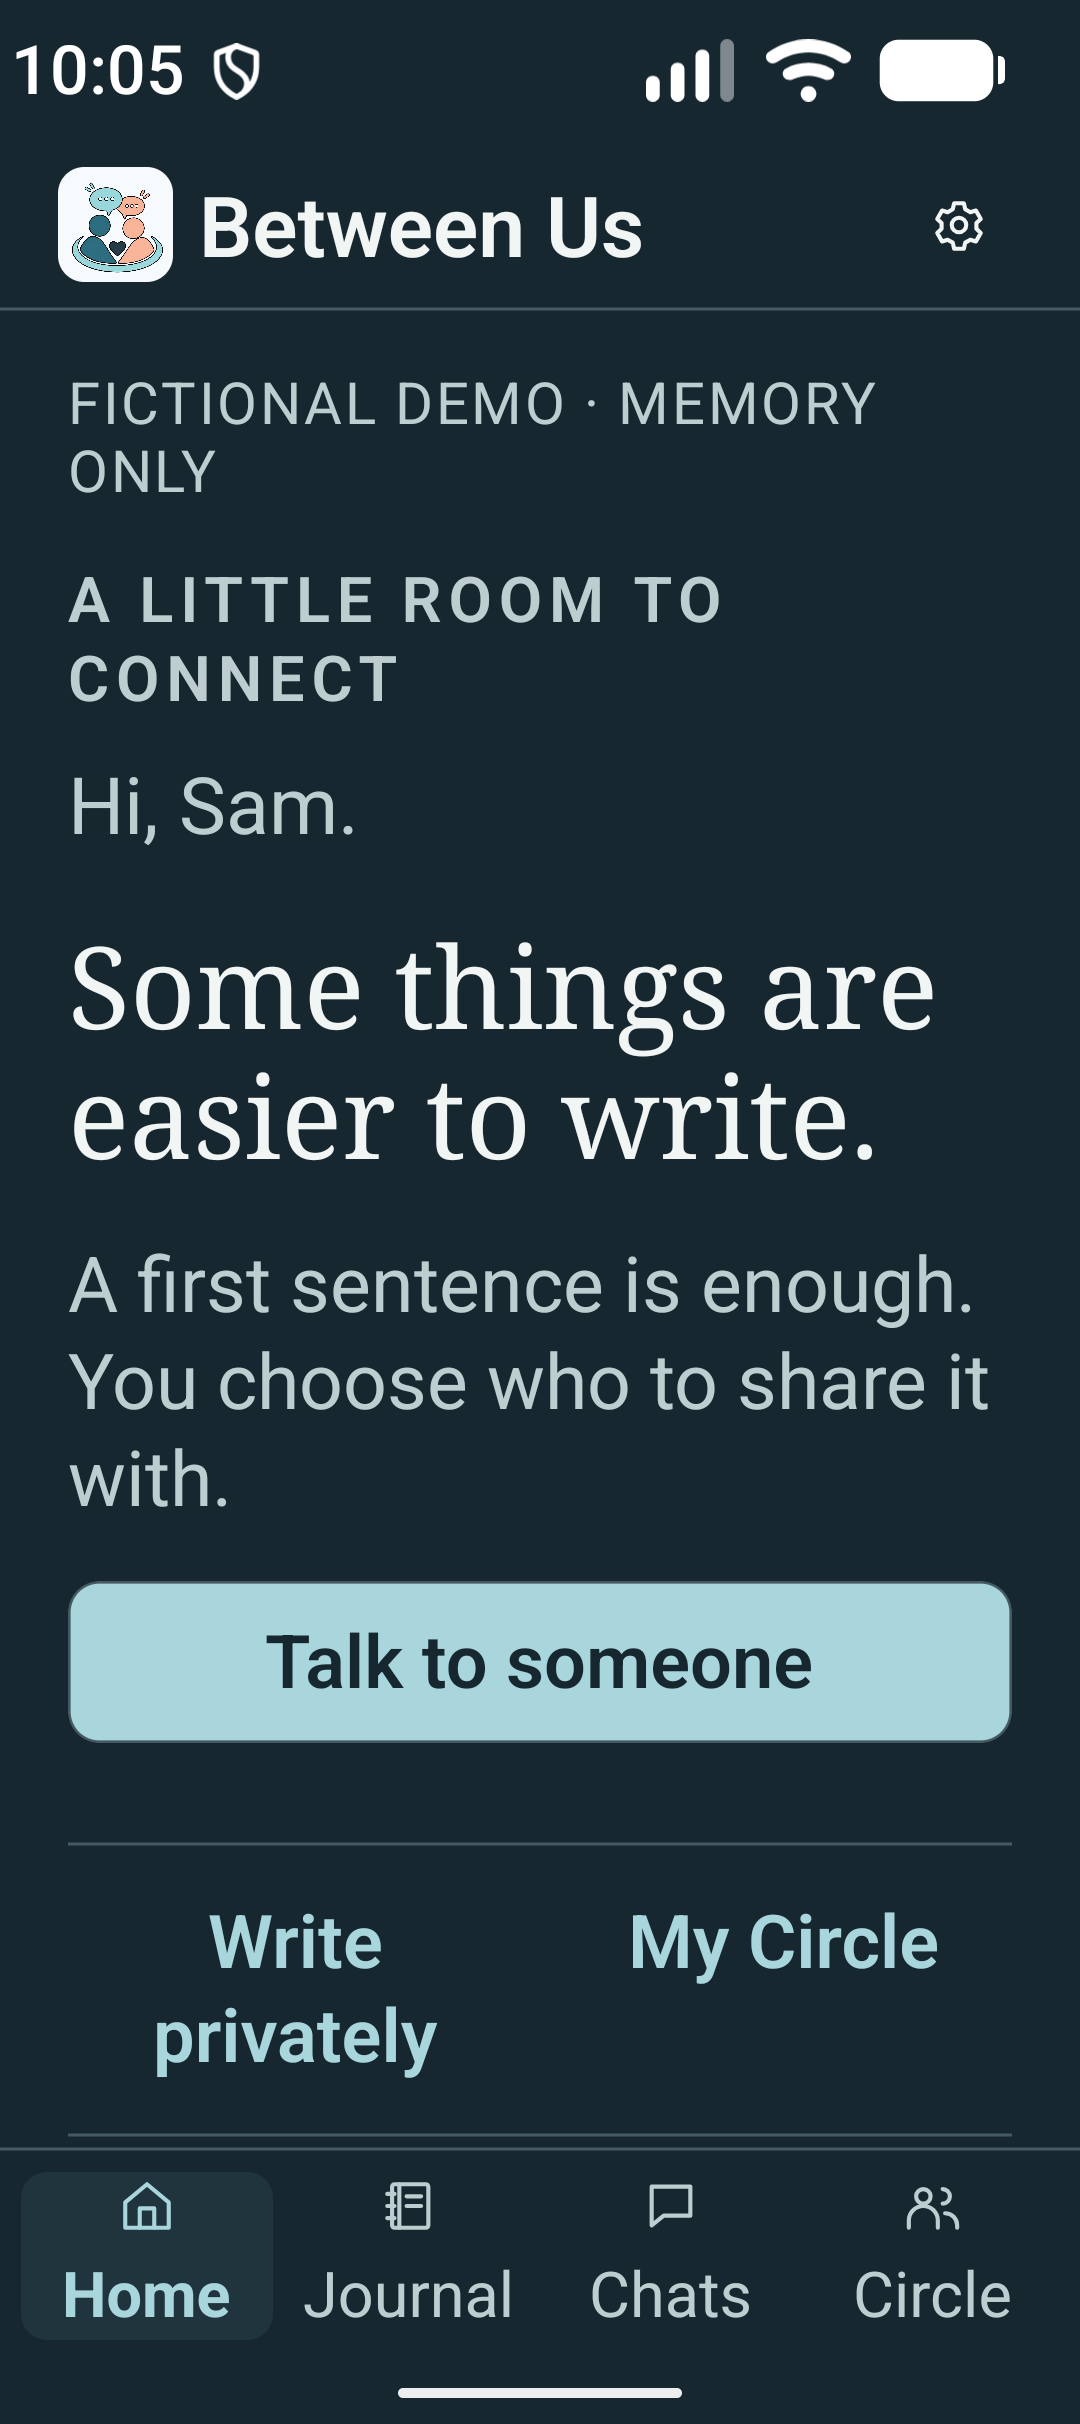 10:05
Between Us
FICTIONAL DEMO · MEMORY
ONLY
A LITTLE ROOM TO
CONNECT
Hi, Sam.
Some things are
easier to write.
A first sentence is enough.
You choose who to share it
with.
Talk to someone
Write
privately
My Circle
Home
Journal
Chats
Circle